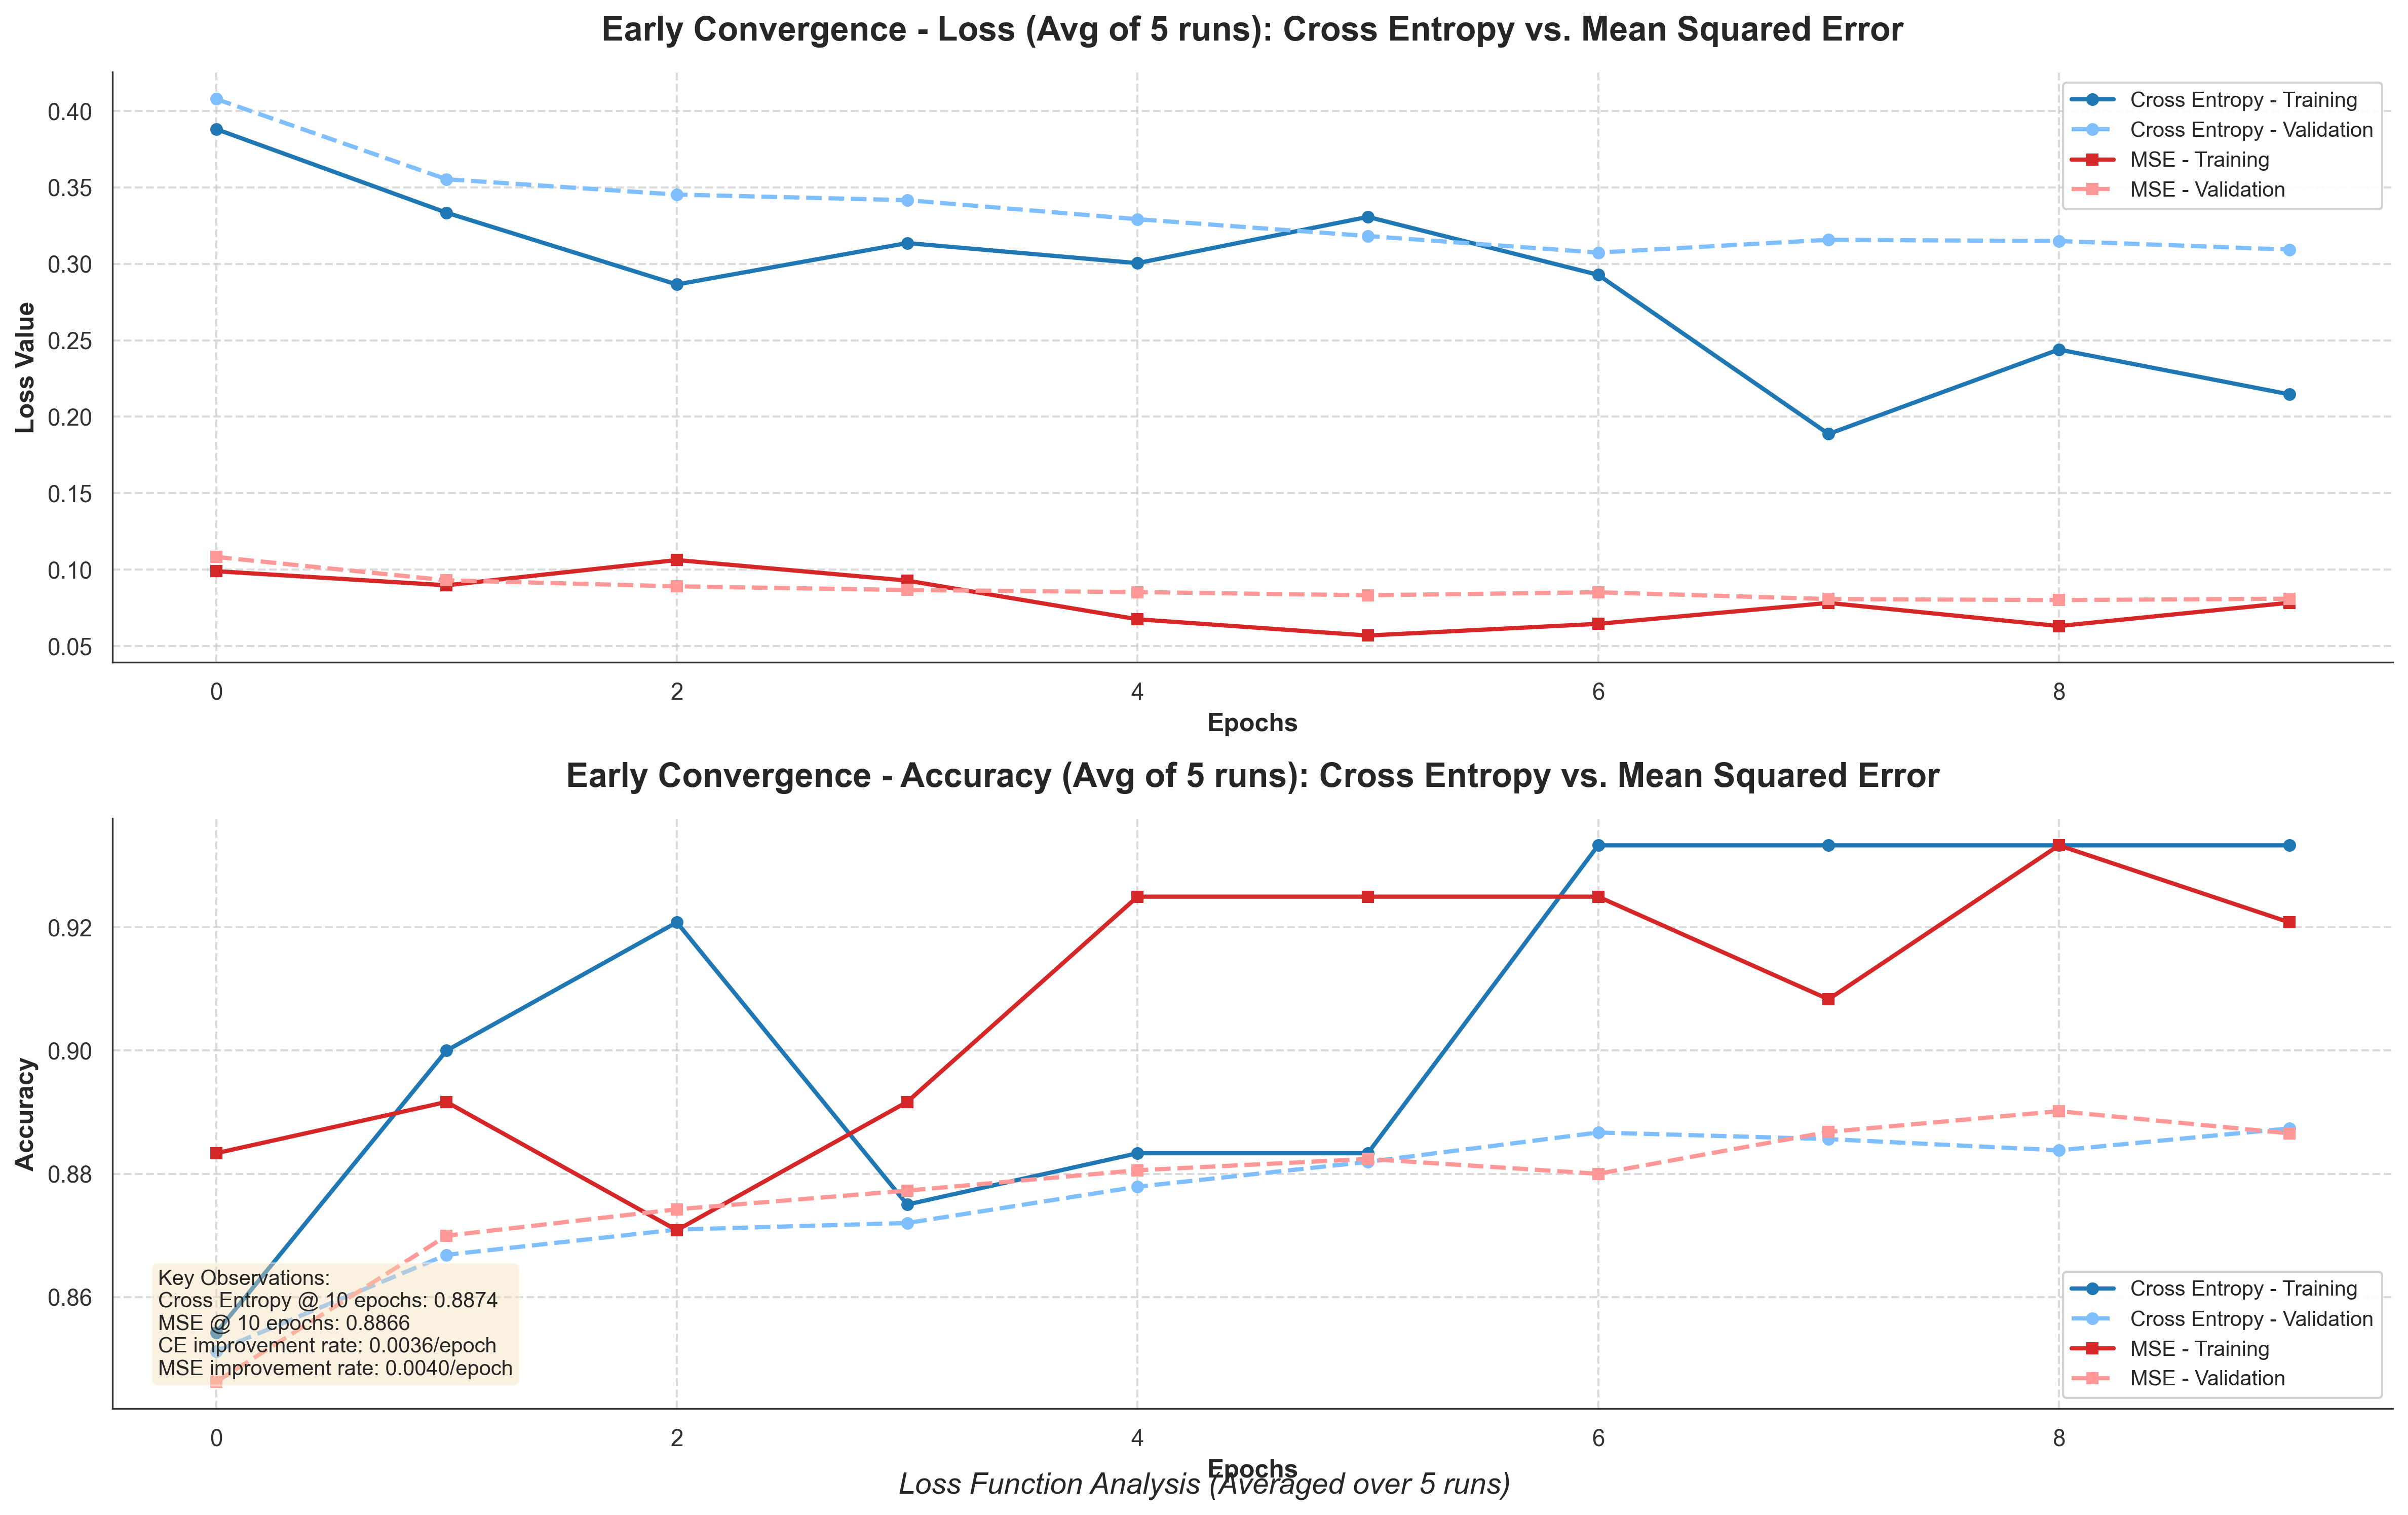 Early Convergence - Loss (Avg of 5 runs): Cross Entropy vs. Mean Squared Error
Loss Value
0.40
0.35
0.30
0.25
0.20
0.15
0.10
0.05
Cross Entropy - Training
Cross Entropy - Validation
MSE - Training
MSE - Validation
0 2 4 6 8
Epochs
Early Convergence - Accuracy (Avg of 5 runs): Cross Entropy vs. Mean Squared Error
Accuracy
0.92
0.90
0.88
0.86
Key Observations:
Cross Entropy @ 10 epochs: 0.8874
MSE @ 10 epochs: 0.8866
CE improvement rate: 0.0036/epoch
MSE improvement rate: 0.0040/epoch
Cross Entropy - Training
Cross Entropy - Validation
MSE - Training
MSE - Validation
0 2 4 6 8
Epochs
Loss Function Analysis (Averaged over 5 runs)